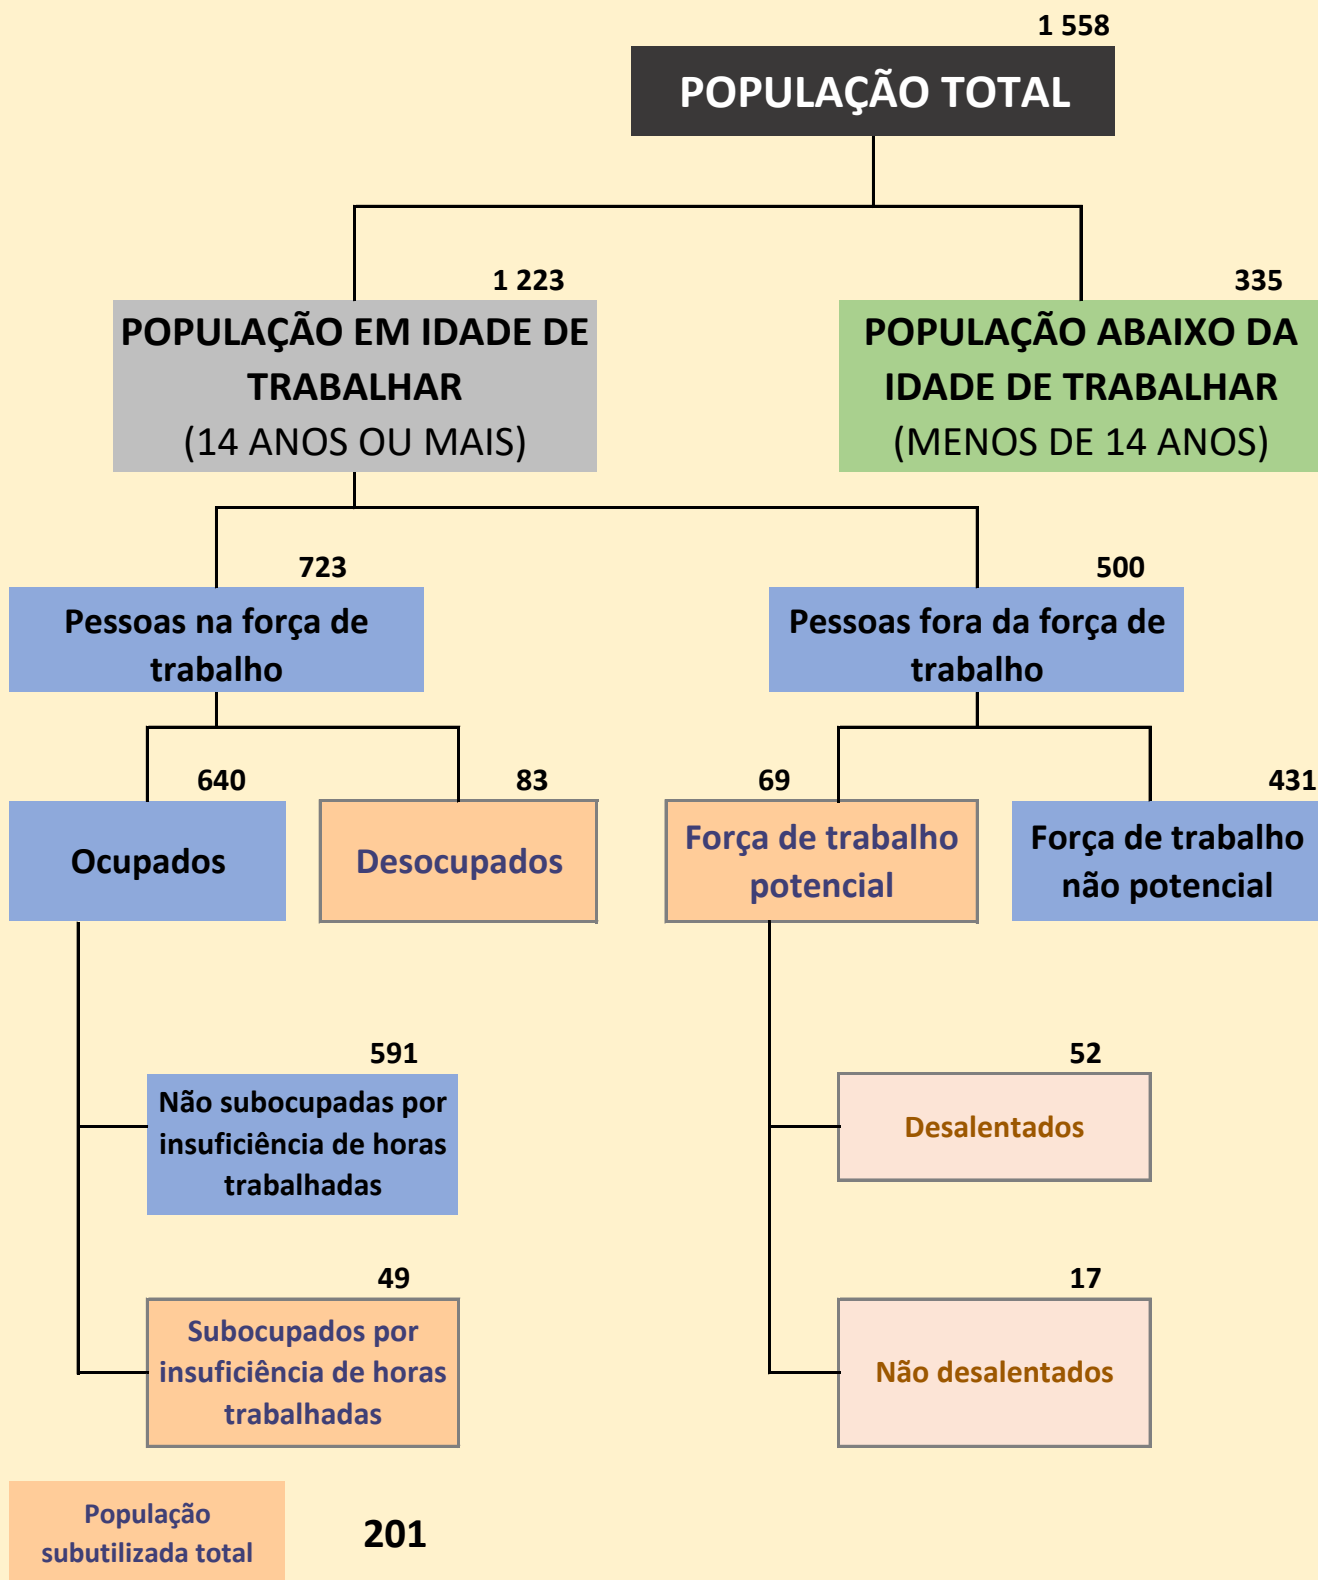 1 558
POPULAÇÃO TOTAL
1 223
POPULAÇÃO EM IDADE DE
TRABALHAR
(14 ANOS OU MAIS)
335
POPULAÇÃO ABAIXO DA
IDADE DE TRABALHAR
(MENOS DE 14 ANOS)
723
Pessoas na força de
trabalho
500
Pessoas fora da força de
trabalho
640
Ocupados
83
Desocupados
69
Força de trabalho
potencial
431
Força de trabalho
não potencial
591
Não subocupadas por
insuficiência de horas
trabalhadas
52
Desalentados
49
Subocupados por
insuficiência de horas
trabalhadas
17
Não desalentados
População
subutilizada total
201